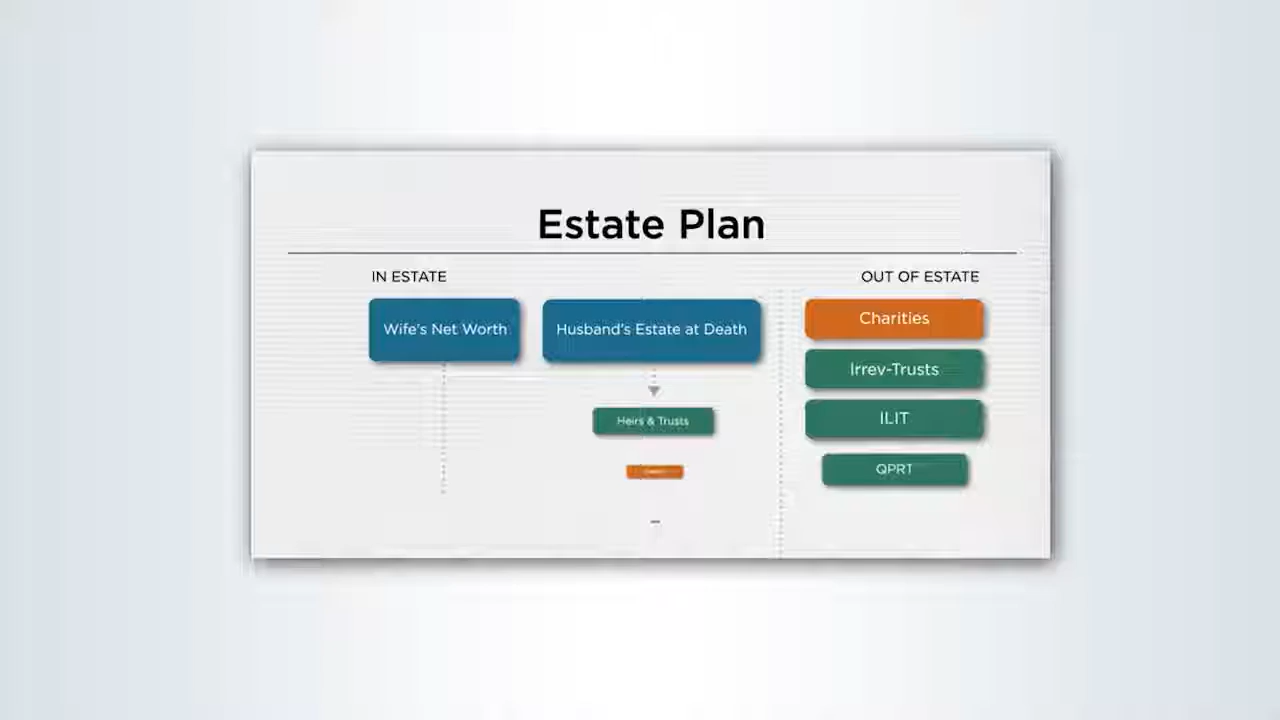 Estate Plan
IN ESTATE
OUT OF ESTATE
Wife's Net Worth
Husband's Estate at Death
Charities
Irrev-Trusts
ILIT
QPRT
Heirs & Trusts